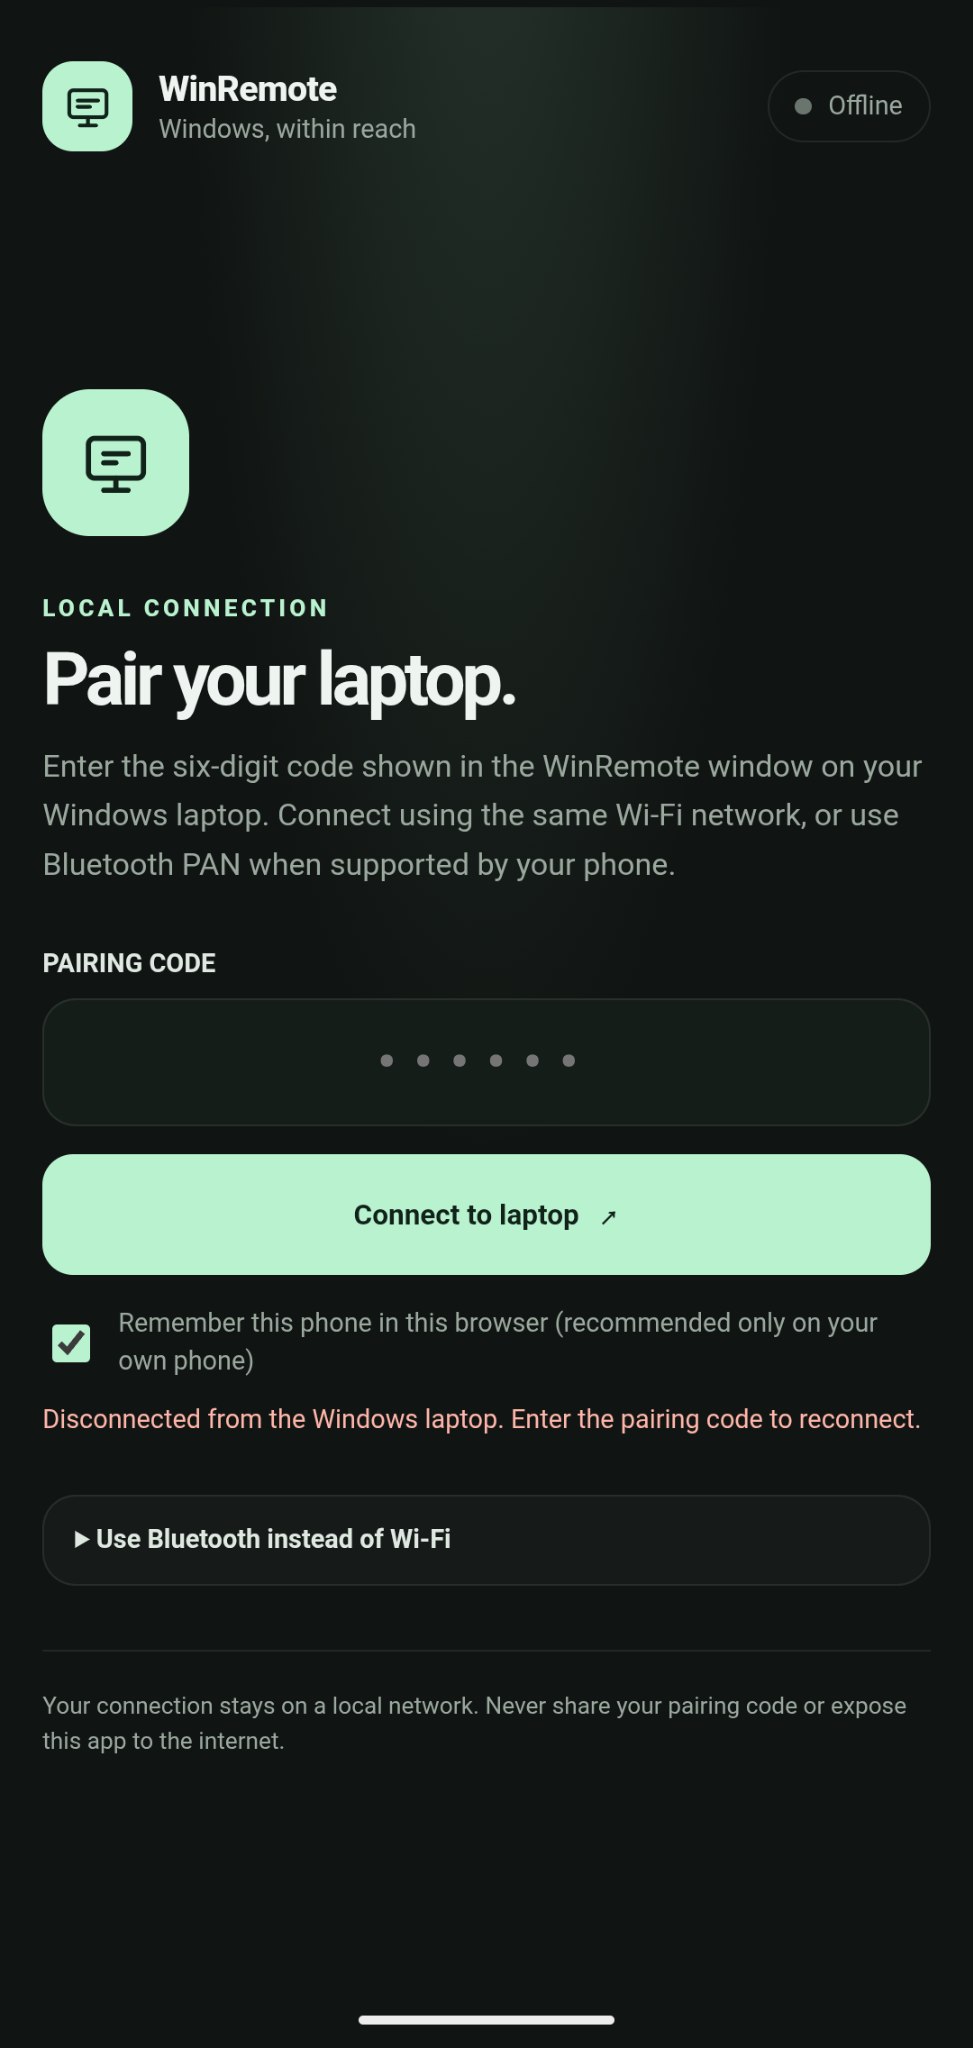 WinRemote
Windows, within reach
Offline
LOCAL CONNECTION
Pair your laptop.
Enter the six-digit code shown in the WinRemote window on your
Windows laptop. Connect using the same Wi-Fi network, or use
Bluetooth PAN when supported by your phone.
PAIRING CODE
••••••
Connect to laptop ↗
Remember this phone in this browser (recommended only on your
own phone)
Disconnected from the Windows laptop. Enter the pairing code to reconnect.
▶ Use Bluetooth instead of Wi-Fi
Your connection stays on a local network. Never share your pairing code or expose
this app to the internet.